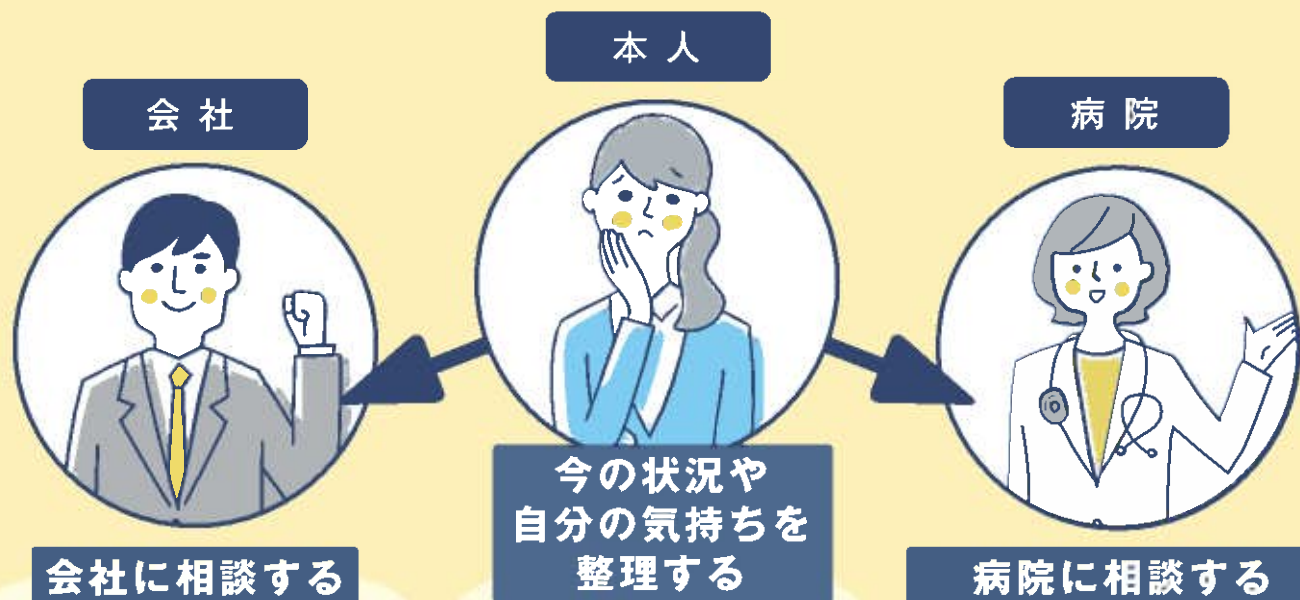 本人
会社
病院
今の状況や
自分の気持ちを
整理する
会社に相談する
病院に相談する